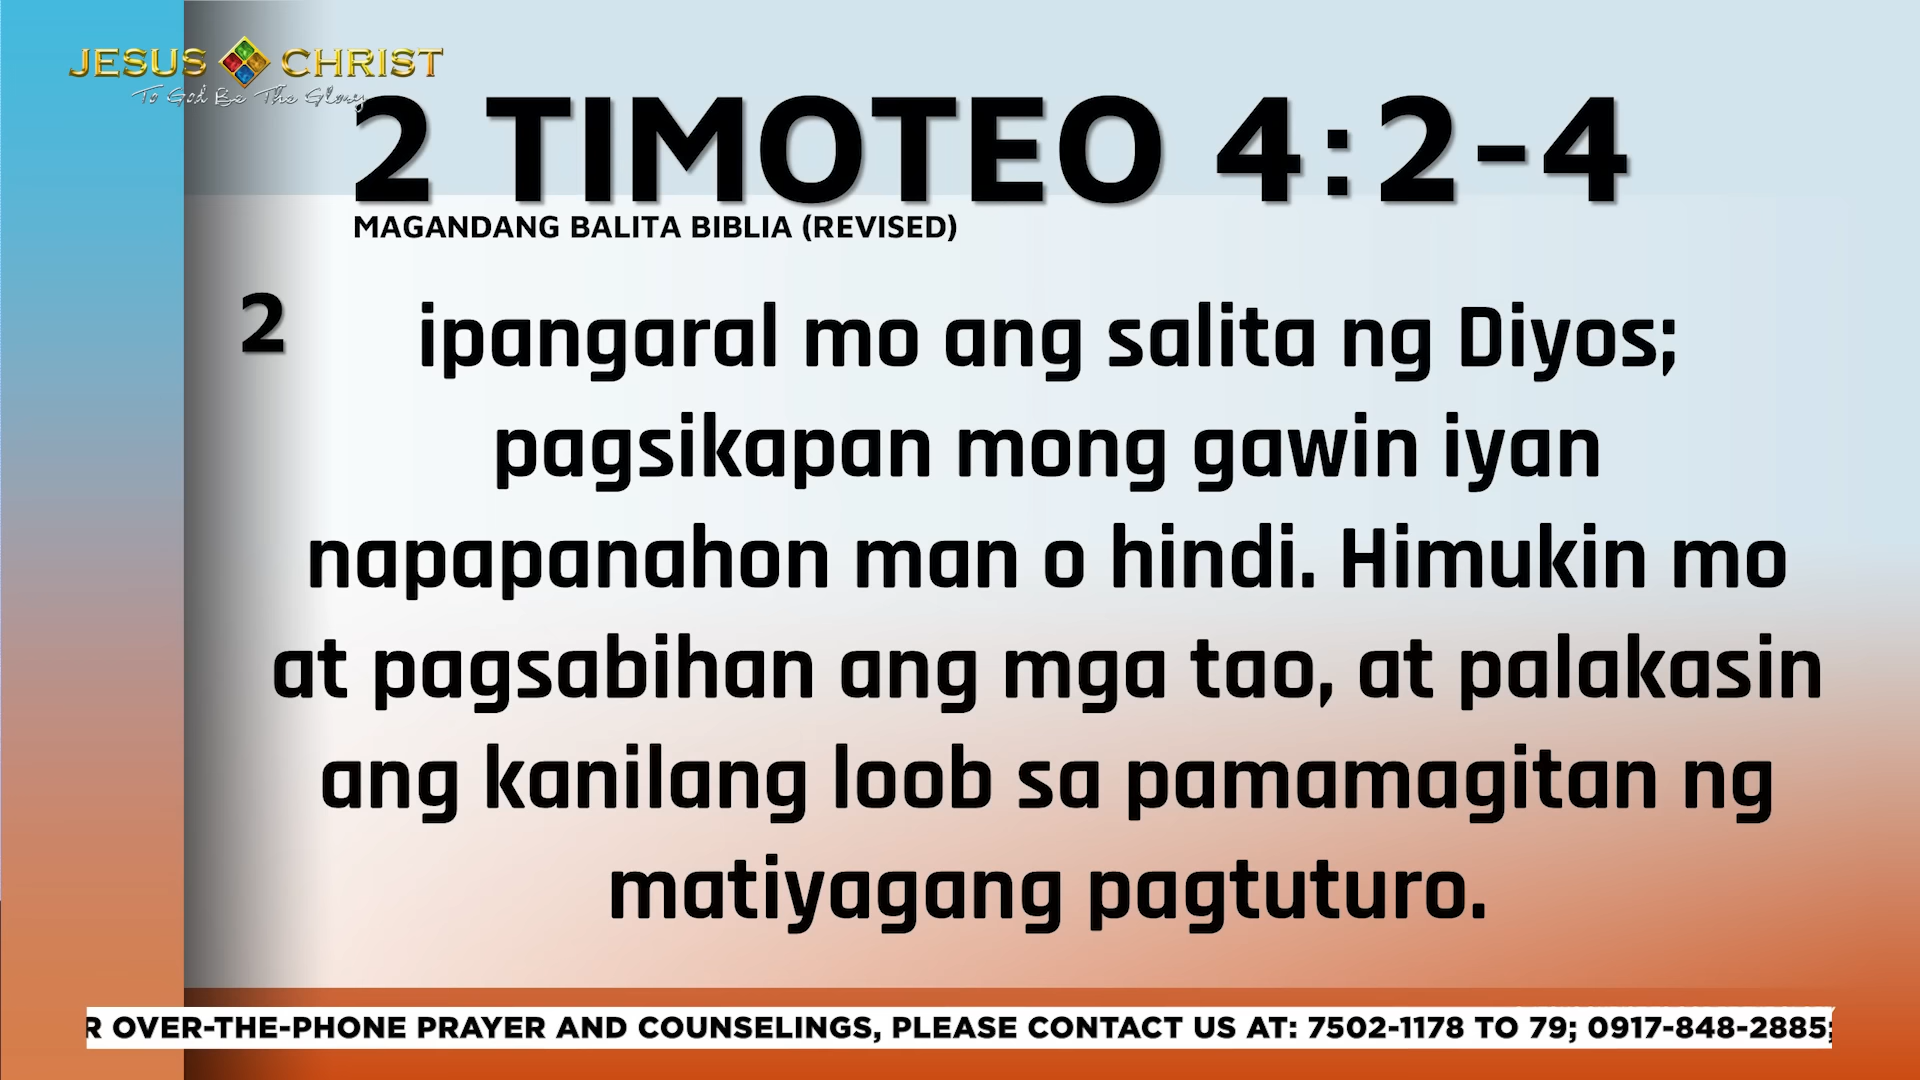 JESUS CHRIST
To God Be The Glory
2 TIMOTEO 4:2-4
MAGANDANG BALITA BIBLIA (REVISED)
2 ipangaral mo ang salita ng Diyos;
pagsikapan mong gawin iyan
napapanahon man o hindi. Himukin mo
at pagsabihan ang mga tao, at palakasin
ang kanilang loob sa pamamagitan ng
matiyagang pagtuturo.
R OVER-THE-PHONE PRAYER AND COUNSELINGS, PLEASE CONTACT US AT: 7502-1178 TO 79; 0917-848-2885;